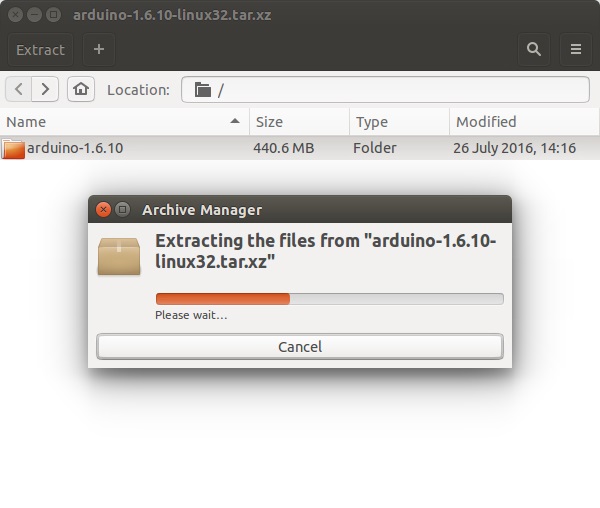 arduino-1.6.10-linux32.tar.xz
Extract +
Location: /
Name Size Type Modified
arduino-1.6.10 440.6 MB Folder 26 July 2016, 14:16
Archive Manager
Extracting the files from "arduino-1.6.10-
linux32.tar.xz"
Please wait…
Cancel